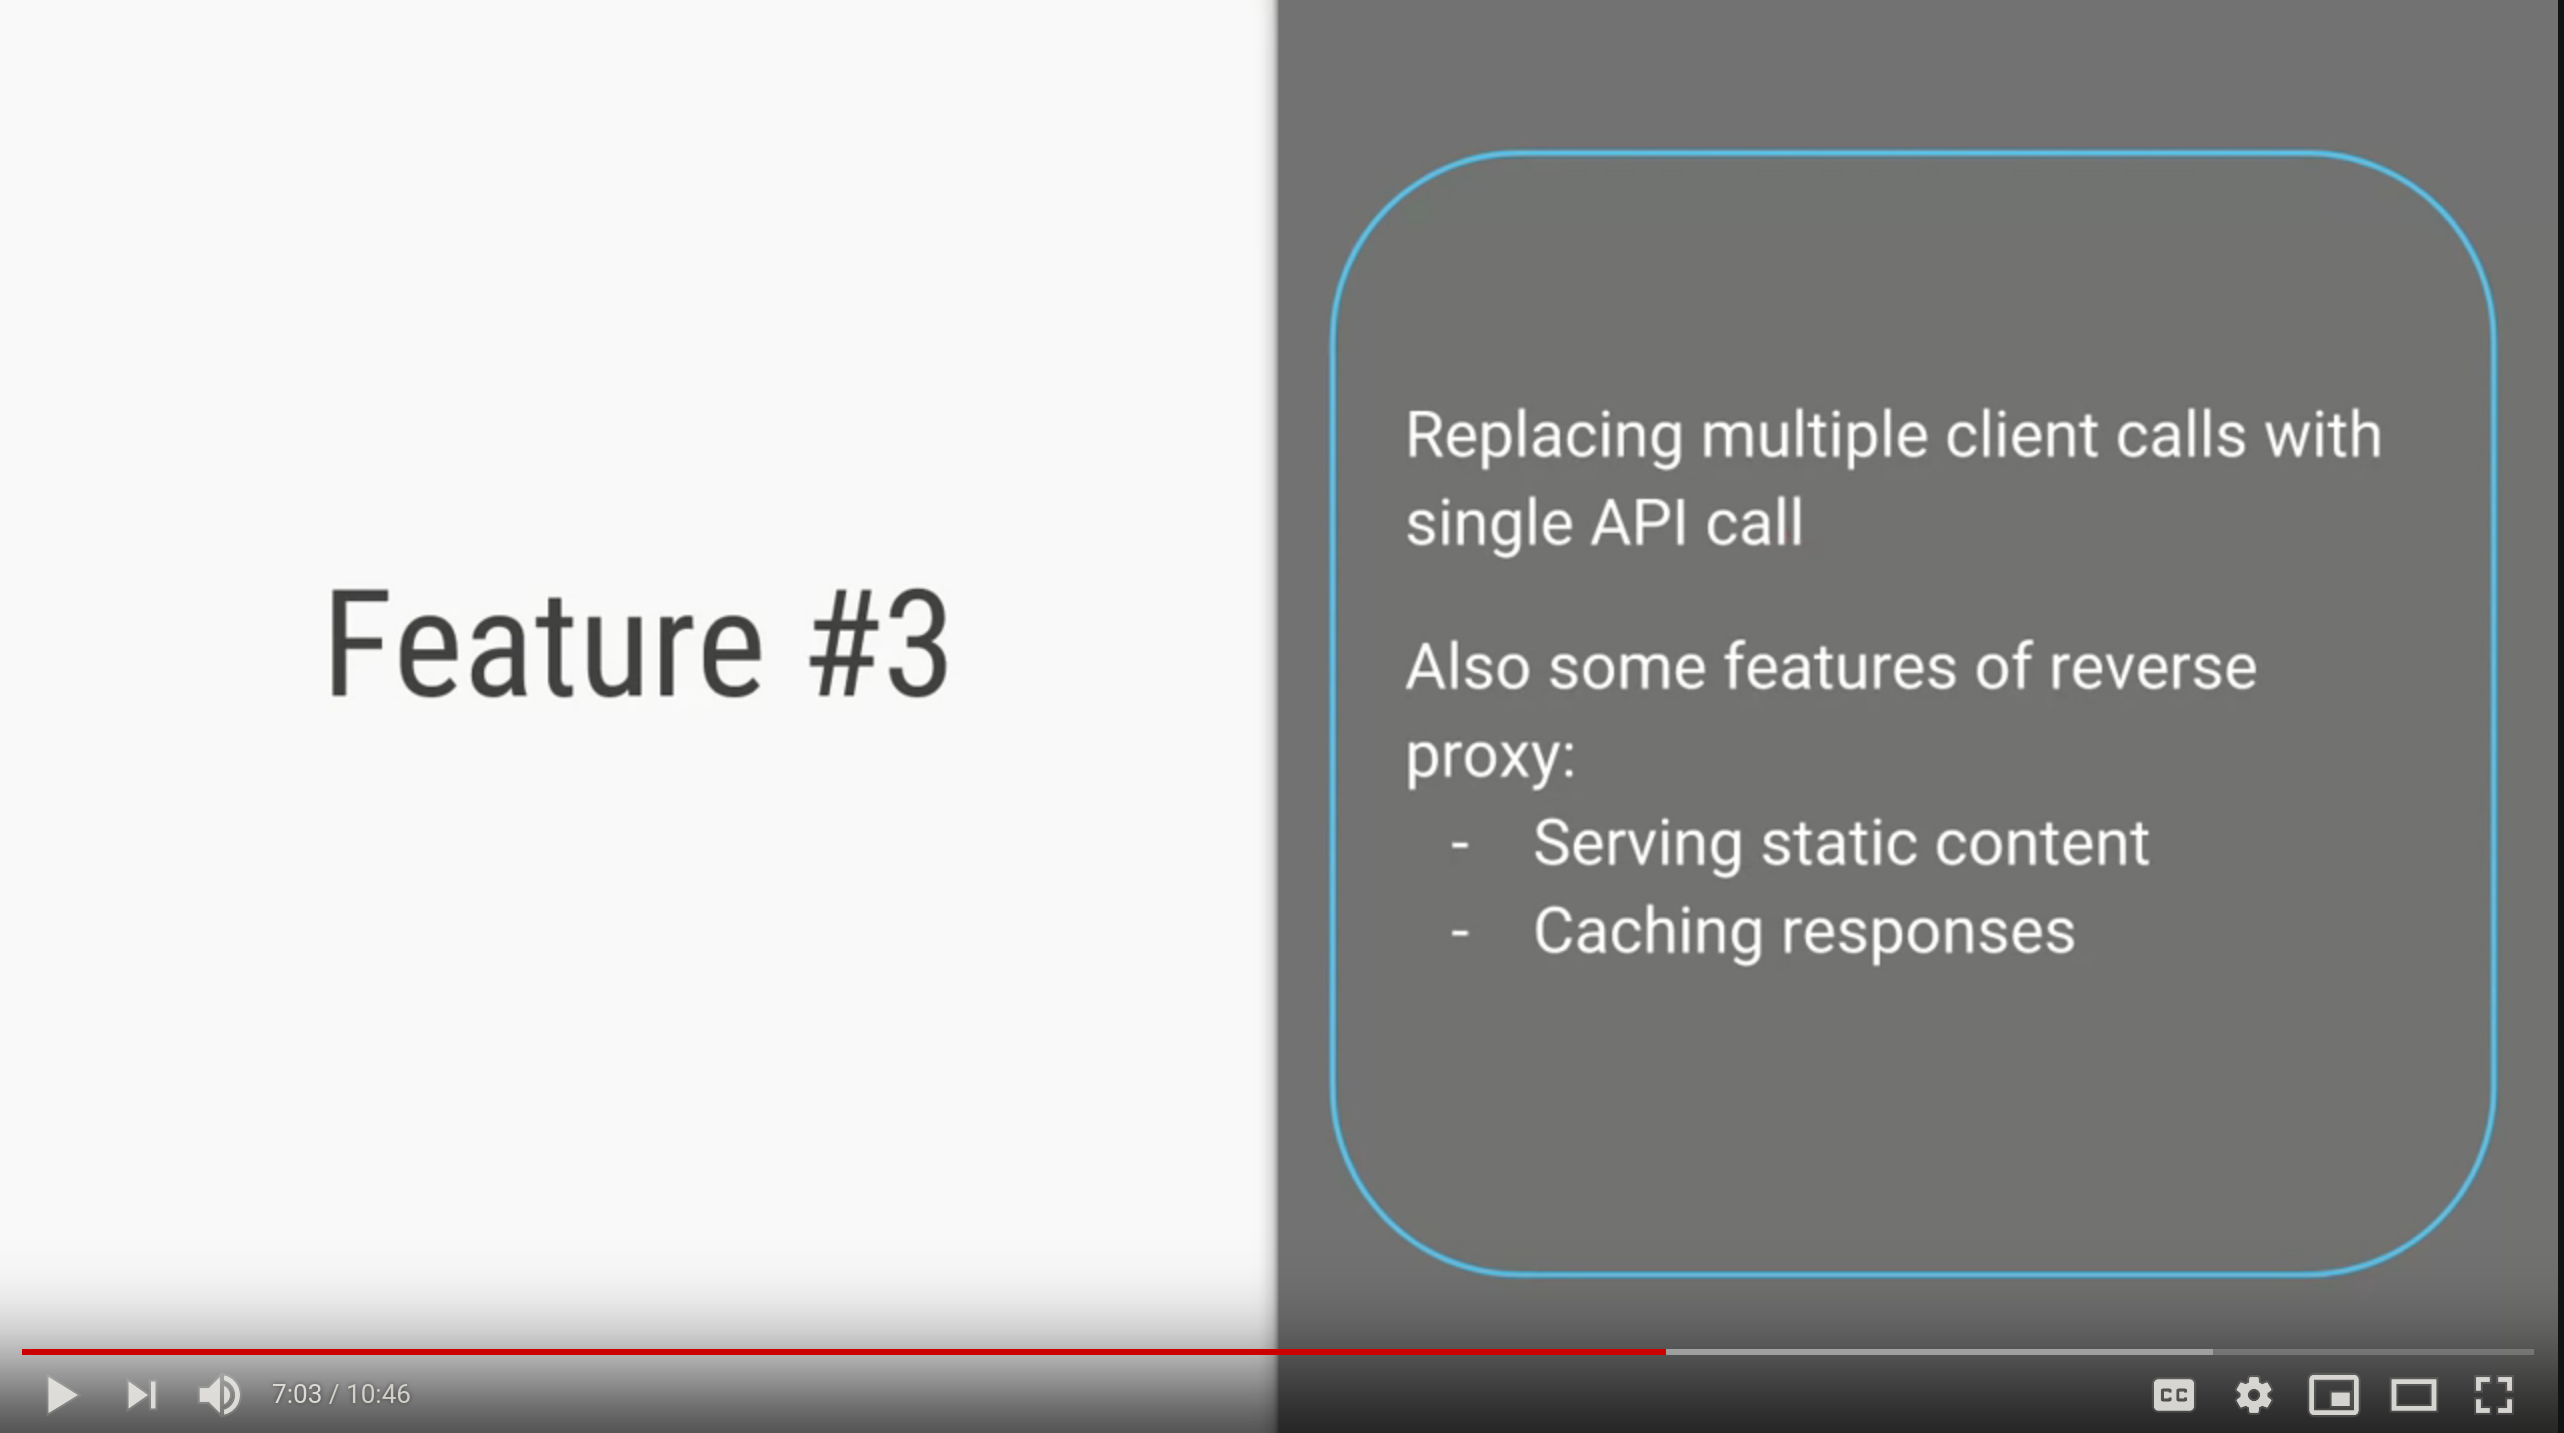 Feature #3
Replacing multiple client calls with
single API call
Also some features of reverse
proxy:
- Serving static content
- Caching responses
7:03 / 10:46
CC